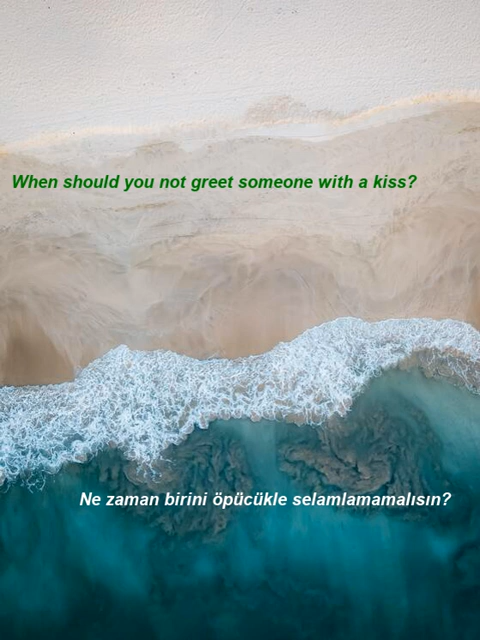 When should you not greet someone with a kiss?
Ne zaman birini öpücükle selamlamamalısın?